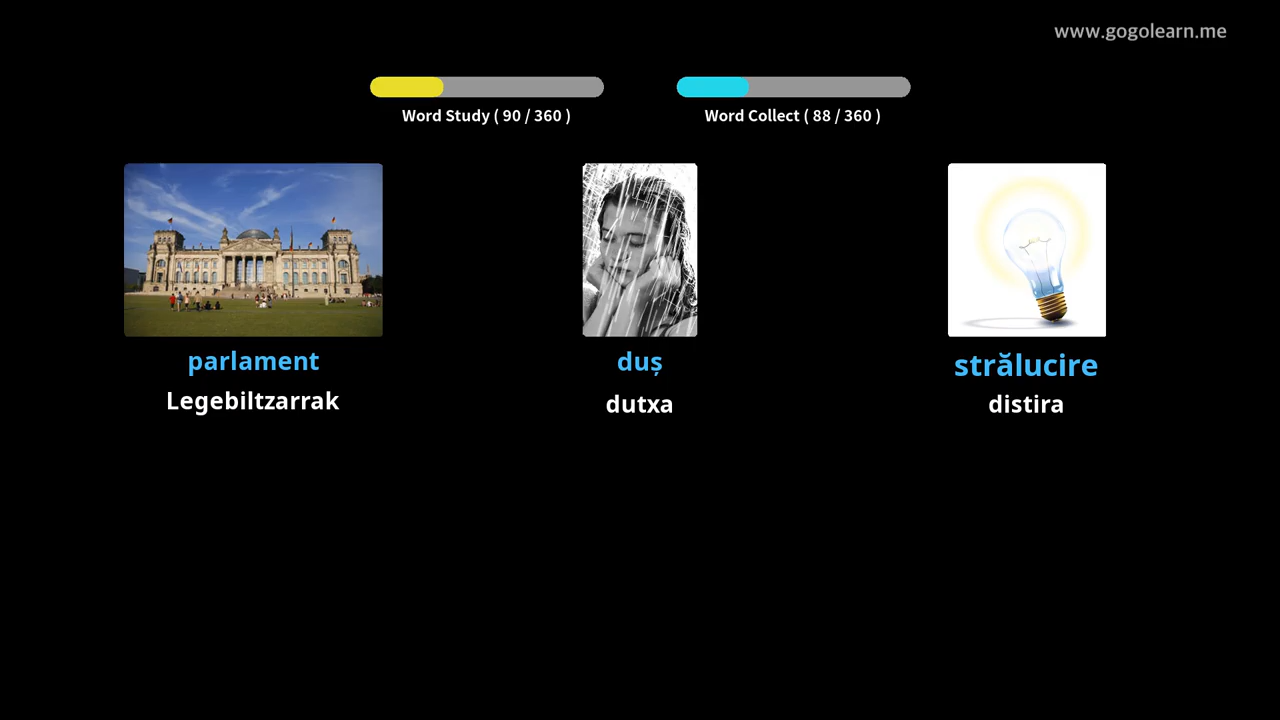 www.gogolearn.me
Word Study ( 90 / 360 )
Word Collect ( 88 / 360 )
parlament
Legebiltzarrak
duș
dutxa
strălucire
distira